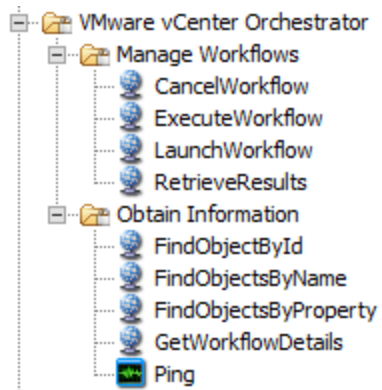 VMware vCenter Orchestrator
Manage Workflows
CancelWorkflow
ExecuteWorkflow
LaunchWorkflow
RetrieveResults
Obtain Information
FindObjectById
FindObjectsByName
FindObjectsByProperty
GetWorkflowDetails
Ping